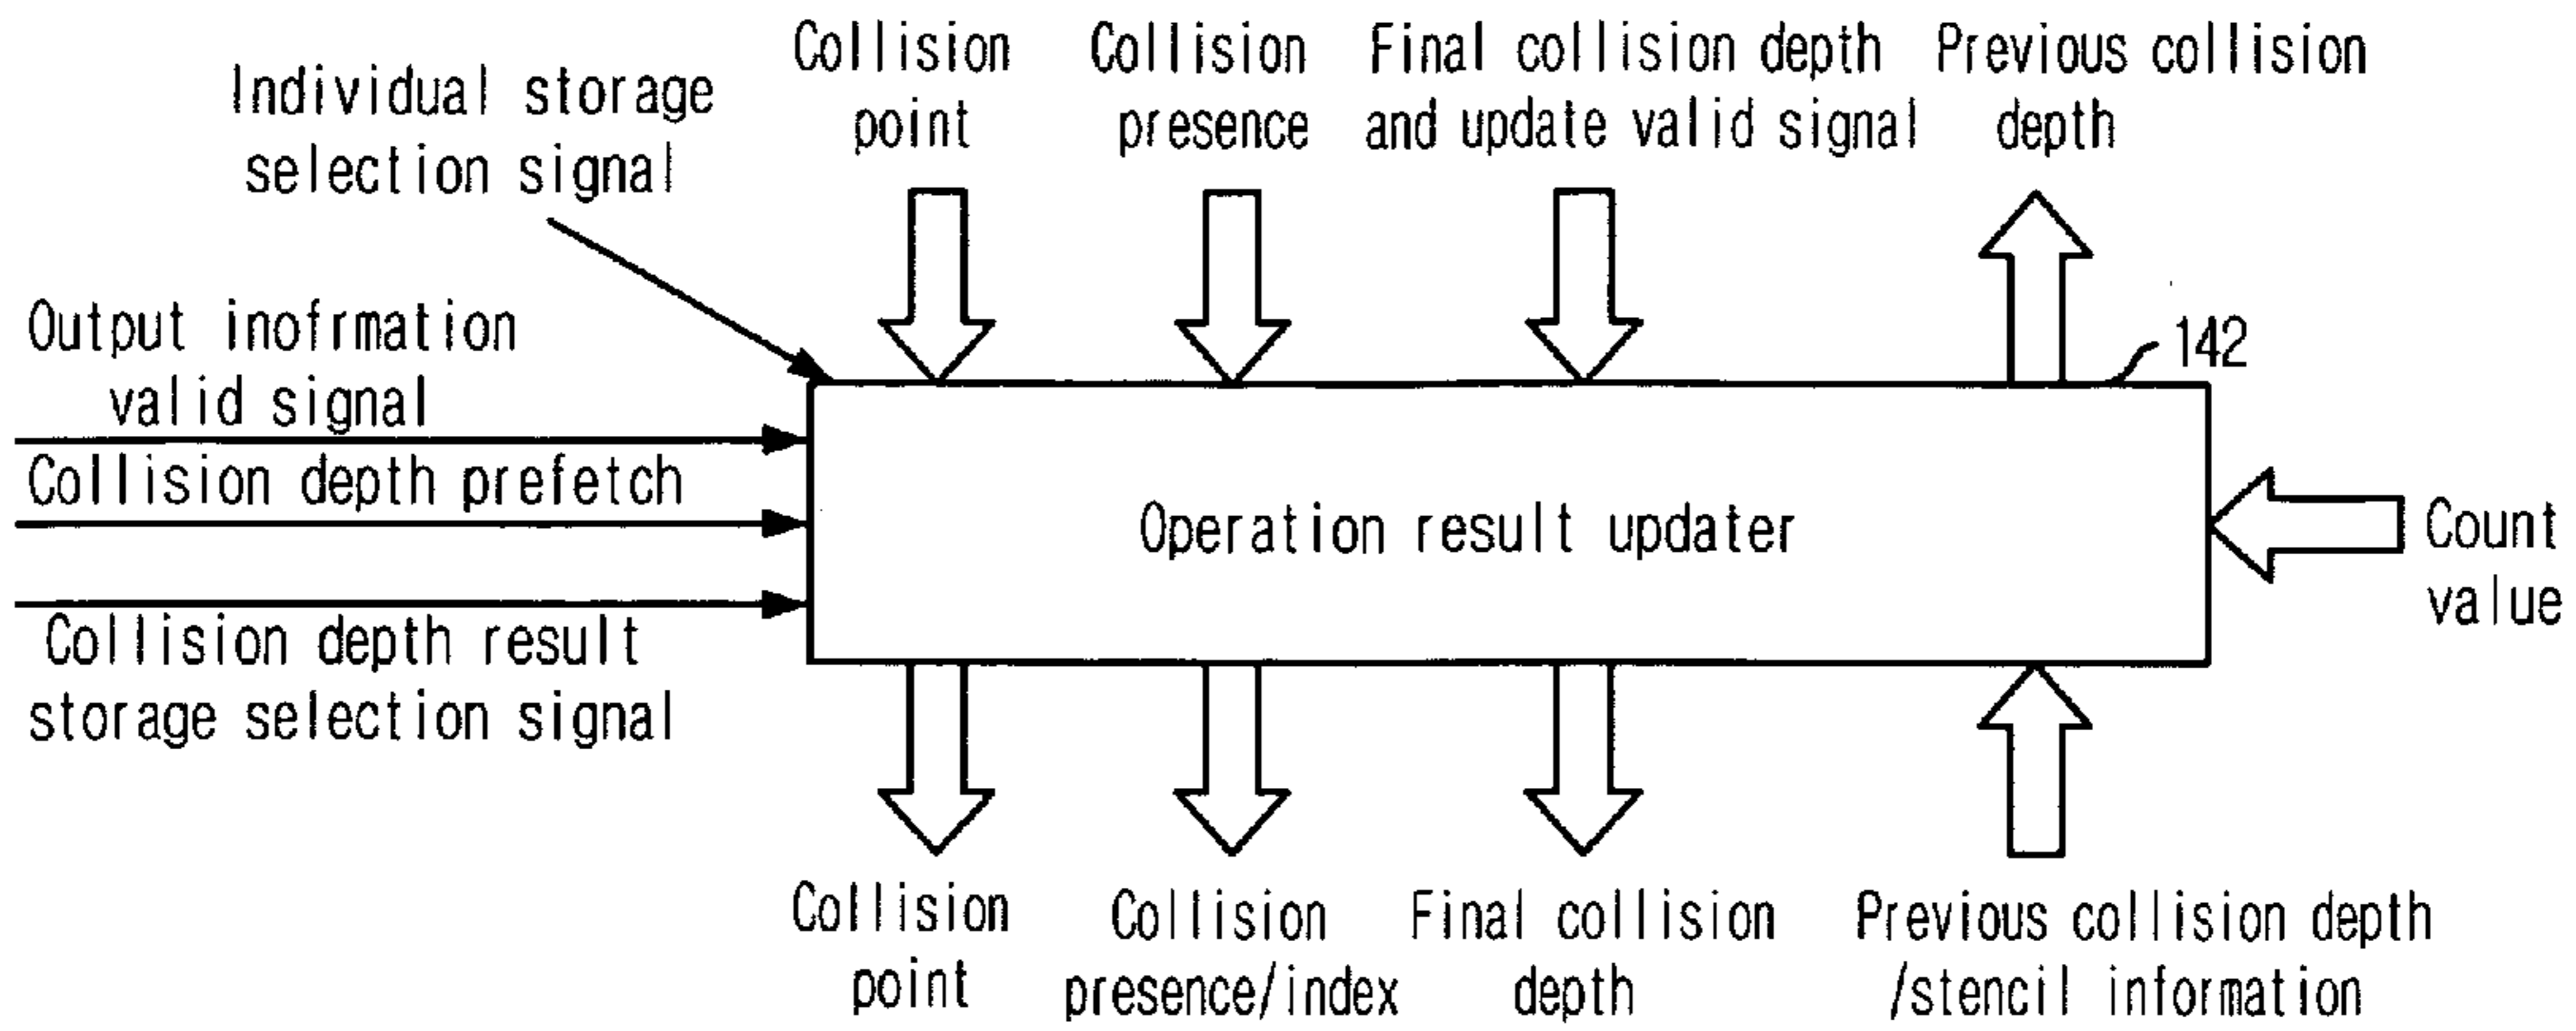 Individual storage
selection signal
Collision
point
Collision
presence
Final collision depth
and update valid signal
Previous collision
depth
142
Output inofrmation
valid signal
Collision depth prefetch
Collision depth result
storage selection signal
Operation result updater
Count
value
Collision
point
Collision
presence/index
Final collision
depth
Previous collision depth
/stencil information